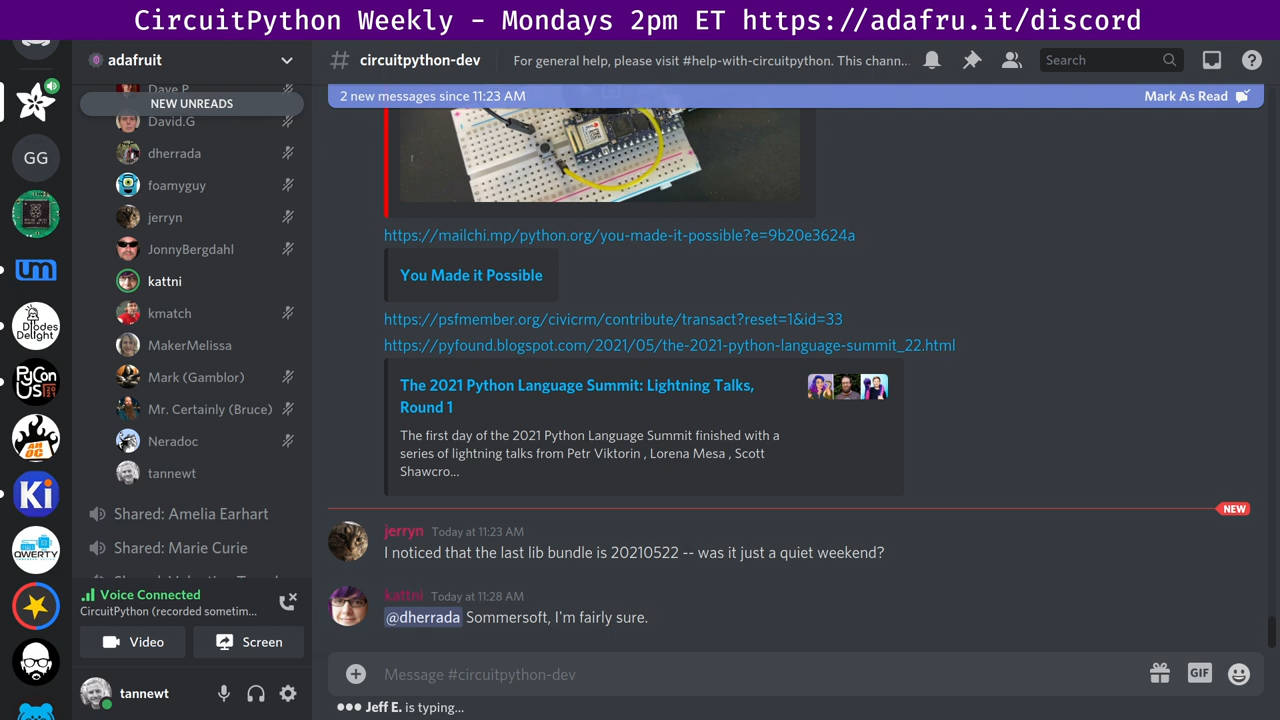 CircuitPython Weekly - Mondays 2pm ET https://adafru.it/discord
adafruit
NEW UNREADS
David.G
dherrada
foamyguy
jerryn
JonnyBergdahl
kattni
kmatch
MakerMelissa
Mark (Gamblor)
Mr. Certainly (Bruce)
Neradoc
tannewt
Shared: Amelia Earhart
Shared: Marie Curie
Voice Connected
CircuitPython (recorded sometim...
Video
Screen
tannewt
GG
Diodes Delight
PyCon US 2021
Ki
QWERTY
circuitpython-dev
For general help, please visit #help-with-circuitpython. This chann...
Search
2 new messages since 11:23 AM
Mark As Read
https://mailchi.mp/python.org/you-made-it-possible?e=9b20e3624a
You Made it Possible
https://psfmember.org/civicrm/contribute/transact?reset=1&id=33
https://pyfound.blogspot.com/2021/05/the-2021-python-language-summit_22.html
The 2021 Python Language Summit: Lightning Talks,
Round 1
The first day of the 2021 Python Language Summit finished with a
series of lightning talks from Petr Viktorin , Lorena Mesa , Scott
Shawcro...
NEW
jerryn Today at 11:23 AM
I noticed that the last lib bundle is 20210522 -- was it just a quiet weekend?
kattni Today at 11:28 AM
@dherrada Sommersoft, I'm fairly sure.
Message #circuitpython-dev
GIF
Jeff E. is typing...